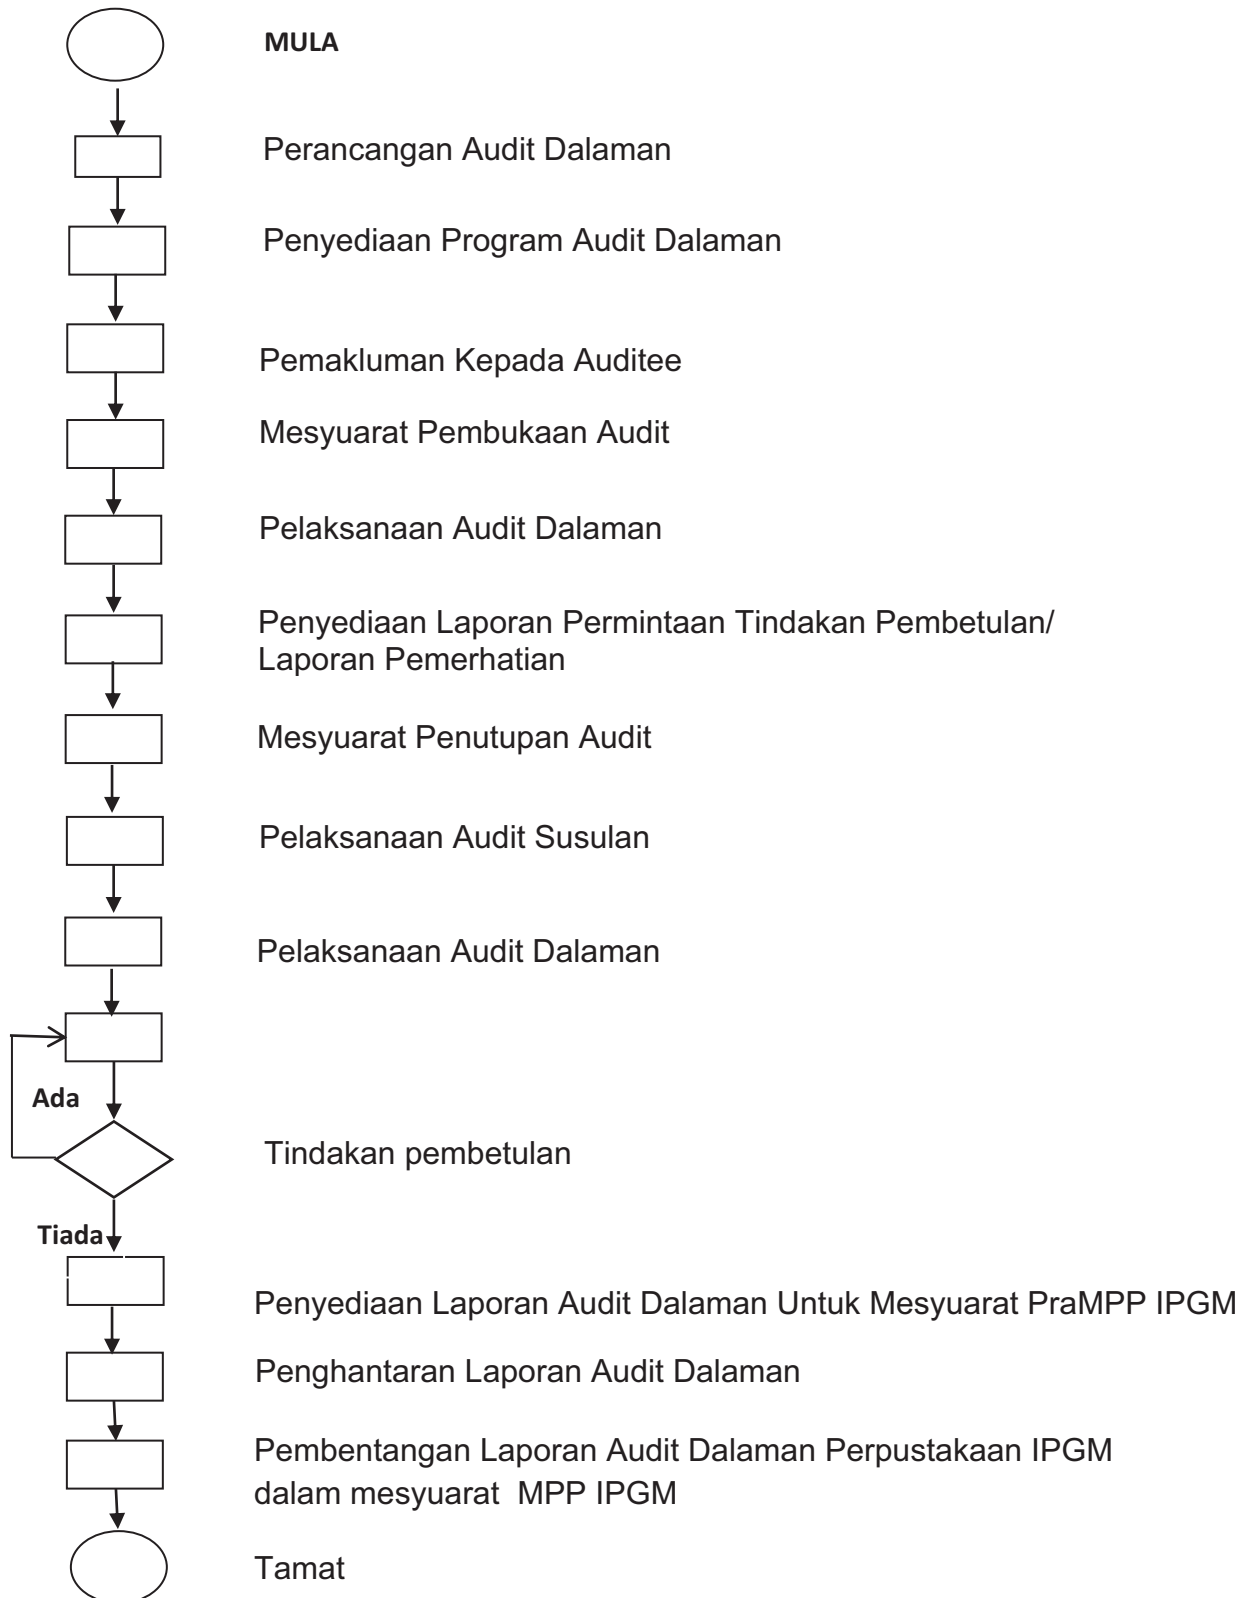 MULA
Perancangan Audit Dalaman
Penyediaan Program Audit Dalaman
Pemakluman Kepada Auditee
Mesyuarat Pembukaan Audit
Pelaksanaan Audit Dalaman
Penyediaan Laporan Permintaan Tindakan Pembetulan/
Laporan Pemerhatian
Mesyuarat Penutupan Audit
Pelaksanaan Audit Susulan
Pelaksanaan Audit Dalaman
Ada
Tindakan pembetulan
Tiada
Penyediaan Laporan Audit Dalaman Untuk Mesyuarat PraMPP IPGM
Penghantaran Laporan Audit Dalaman
Pembentangan Laporan Audit Dalaman Perpustakaan IPGM
dalam mesyuarat  MPP IPGM
Tamat